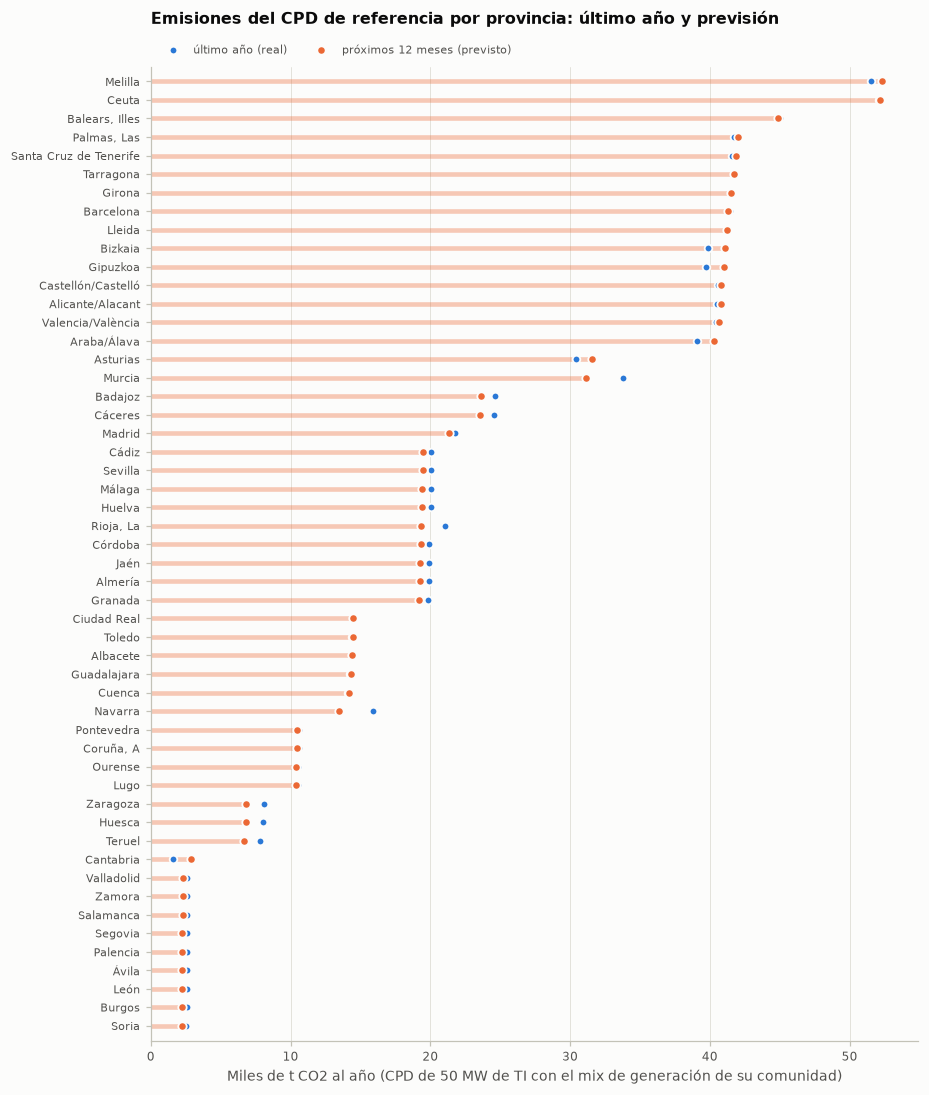 Emisiones del CPD de referencia por provincia: último año y previsión
último año (real)
próximos 12 meses (previsto)
Melilla
Ceuta
Balears, Illes
Palmas, Las
Santa Cruz de Tenerife
Tarragona
Girona
Barcelona
Lleida
Bizkaia
Gipuzkoa
Castellón/Castelló
Alicante/Alacant
Valencia/València
Araba/Álava
Asturias
Murcia
Badajoz
Cáceres
Madrid
Cádiz
Sevilla
Málaga
Huelva
Rioja, La
Córdoba
Jaén
Almería
Granada
Ciudad Real
Toledo
Albacete
Guadalajara
Cuenca
Navarra
Pontevedra
Coruña, A
Ourense
Lugo
Zaragoza
Huesca
Teruel
Cantabria
Valladolid
Zamora
Salamanca
Segovia
Palencia
Ávila
León
Burgos
Soria
0 10 20 30 40 50
Miles de t CO2 al año (CPD de 50 MW de TI con el mix de generación de su comunidad)